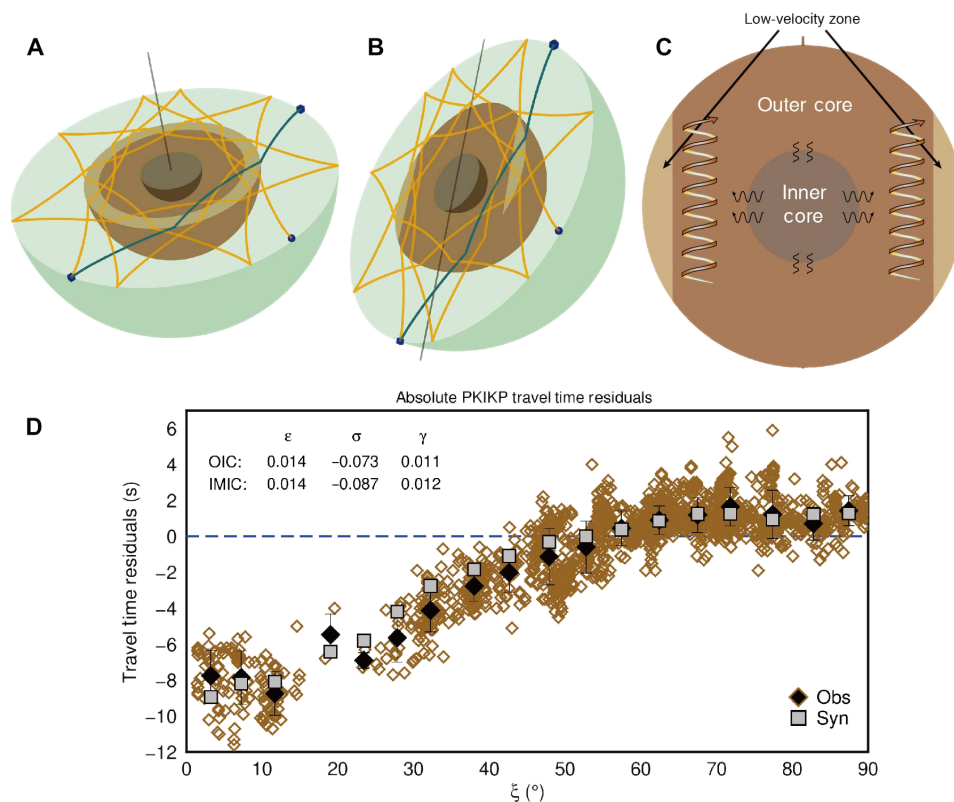 A
B
C
Low-velocity zone
Outer core
Inner
core
D
Absolute PKIKP travel time residuals
ε σ γ
OIC: 0.014 −0.073 0.011
IMIC: 0.014 −0.087 0.012
Travel time residuals (s)
6
4
2
0
−2
−4
−6
−8
−10
−12
Obs
Syn
0 10 20 30 40 50 60 70 80 90
ξ (°)